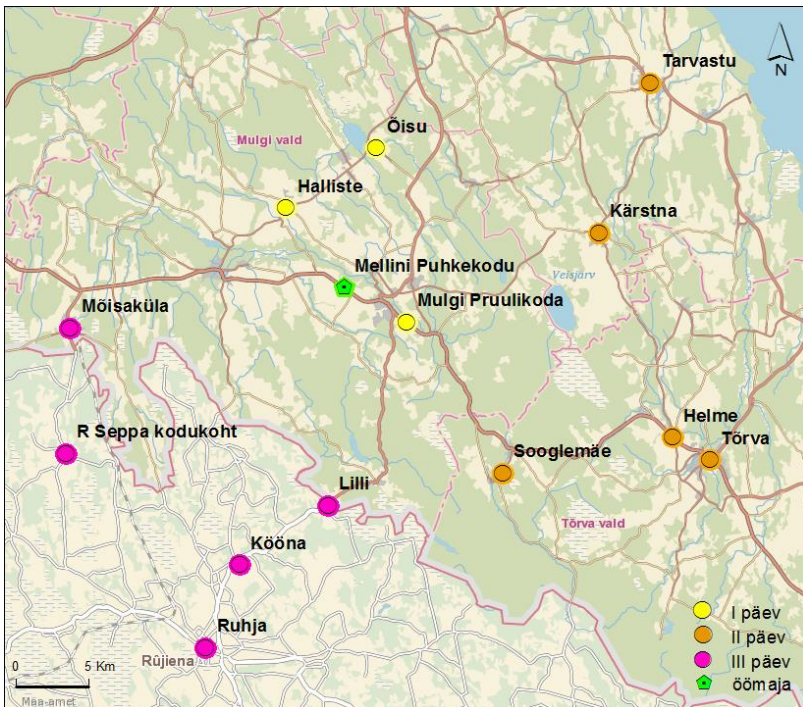 Tarvastu
N
Õisu
Mulgi vald
Halliste
Kärstna
Mellini Puhkekodu
Veisjärv
Mulgi Pruulikoda
Mõisaküla
Helme
R Seppa kodukoht
Tõrva
Sooglemäe
Lilli
Tõrva vald
Kööna
I päev
Ruhja
II päev
Rūjiena
III päev
0 5 Km
öömaja
Maa-amet